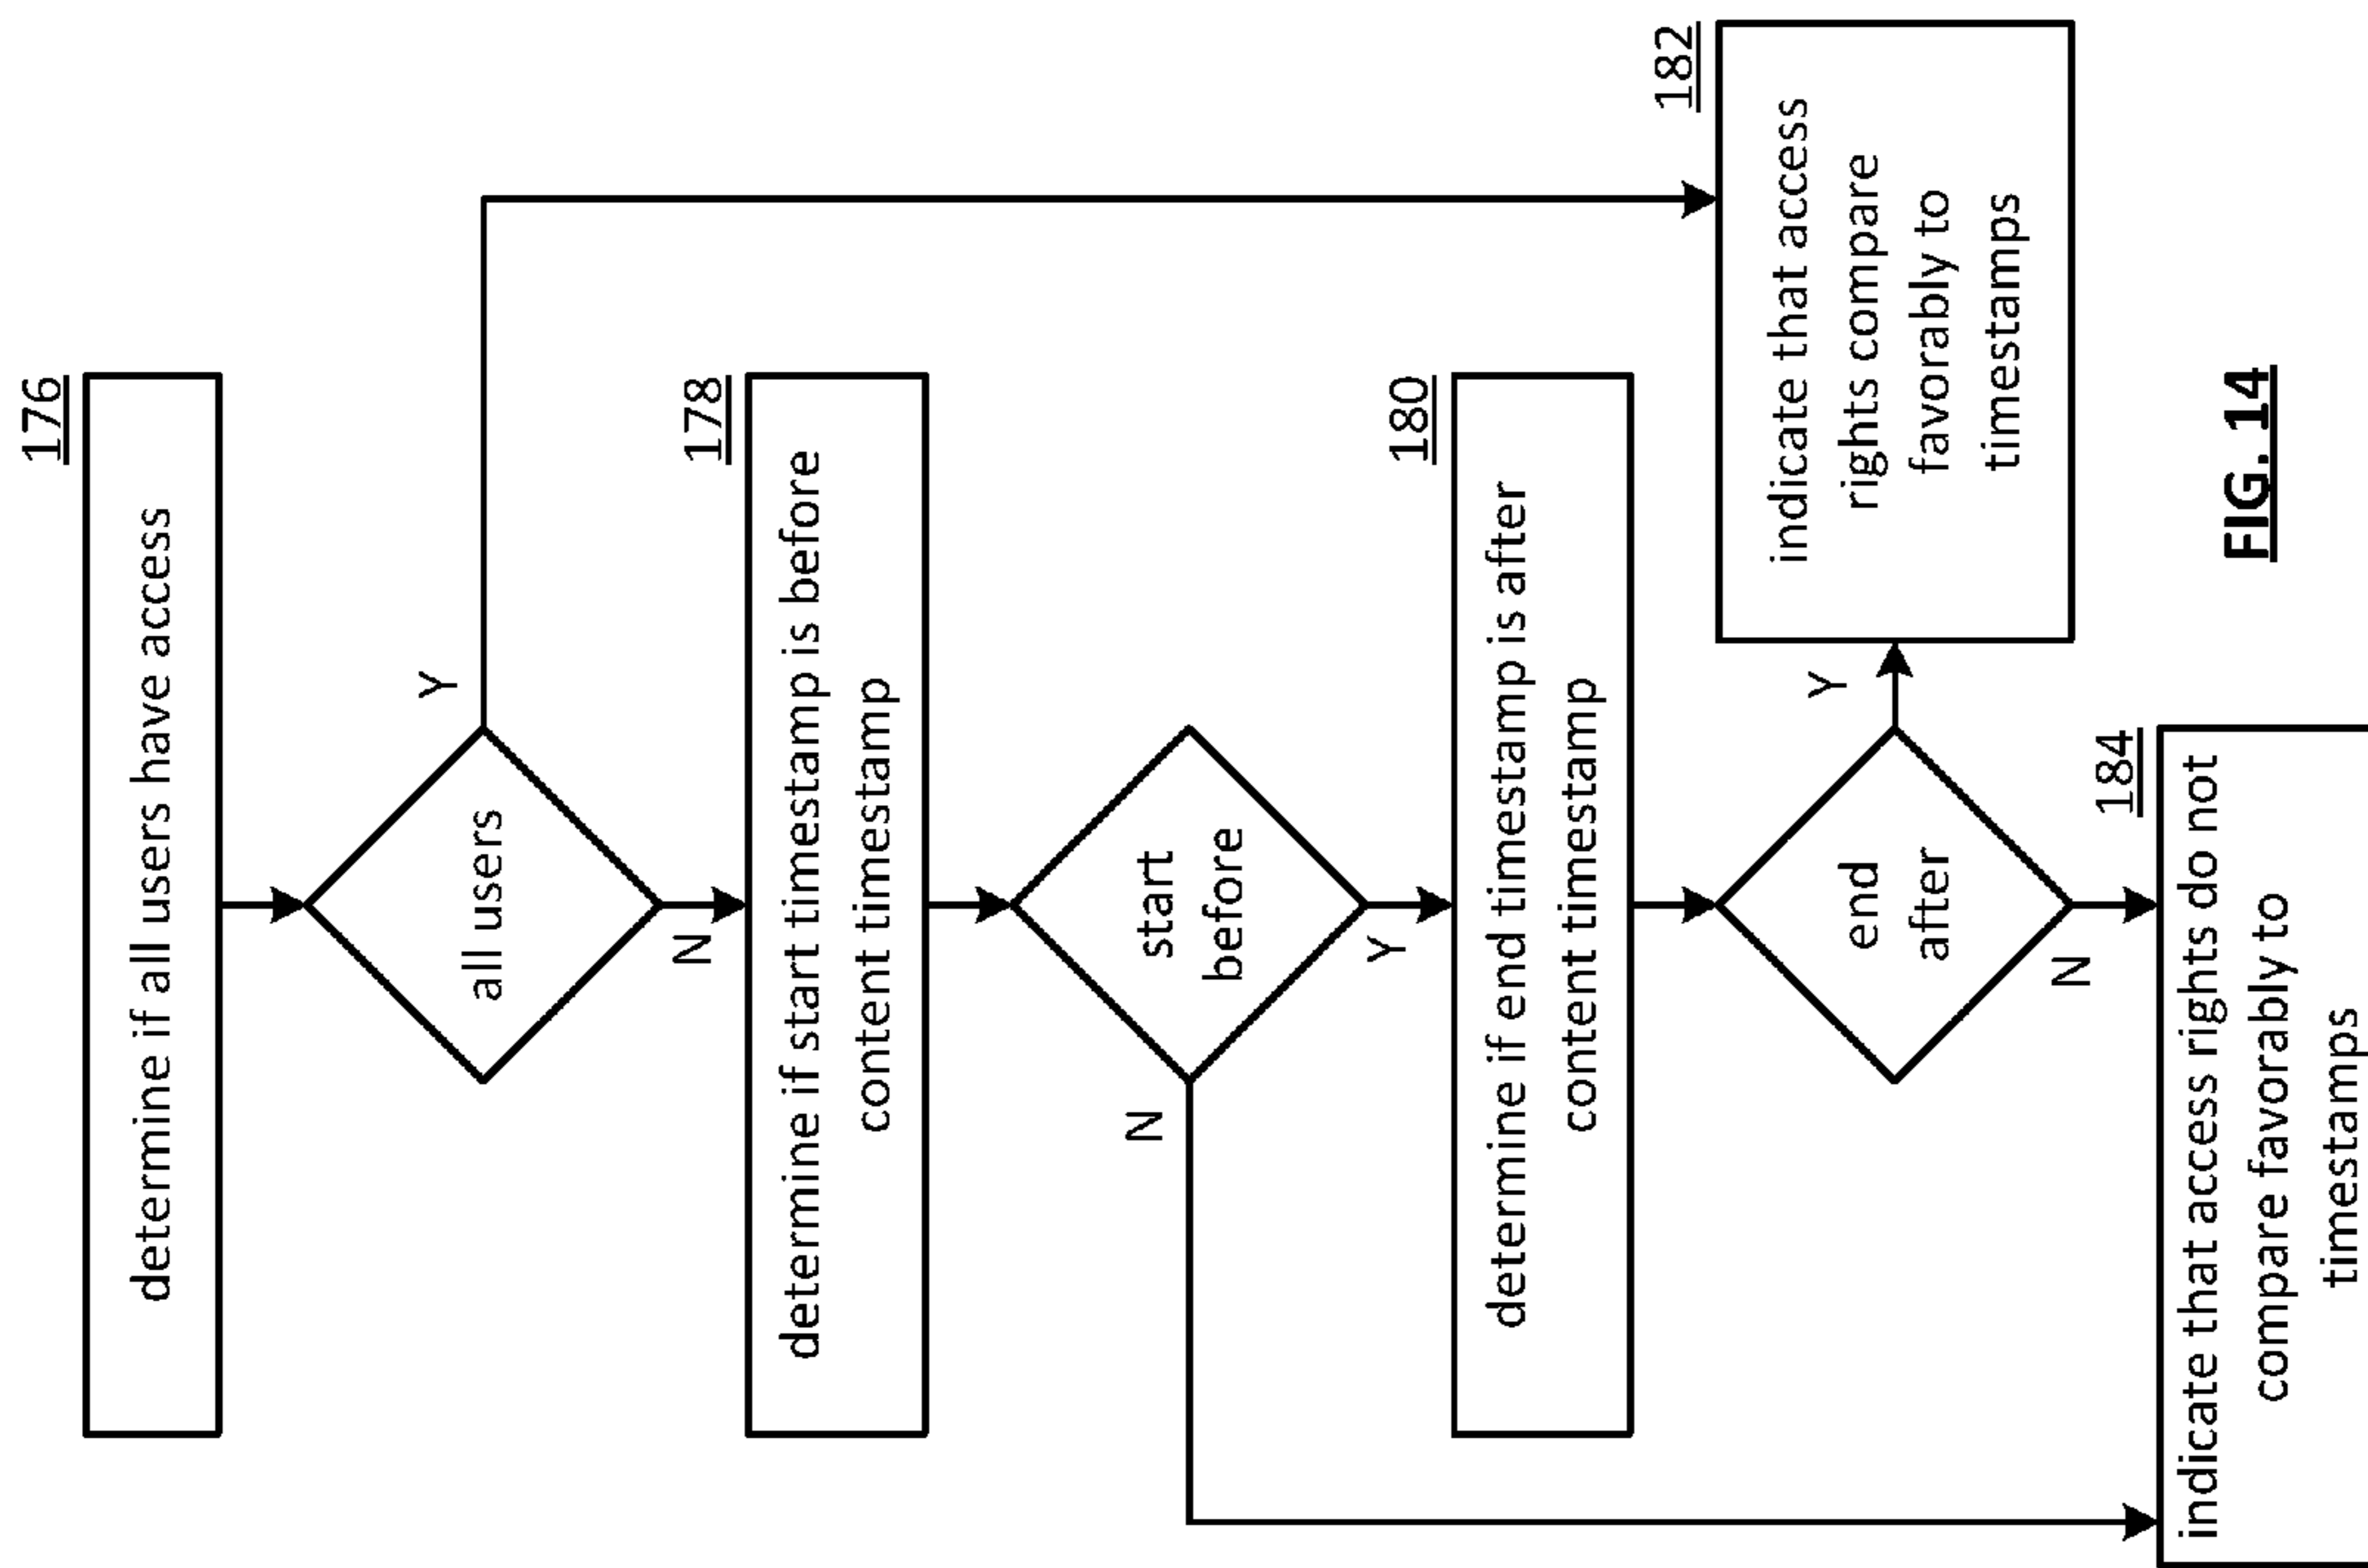 176
determine if all users have access
all users
Y
N
178
determine if start timestamp is before
content timestamp
start
before
N
Y
180
determine if end timestamp is after
content timestamp
end
after
Y
N
182
indicate that access
rights compare
favorably to
timestamps
184
indicate that access rights do not
compare favorably to
timestamps
FIG. 14